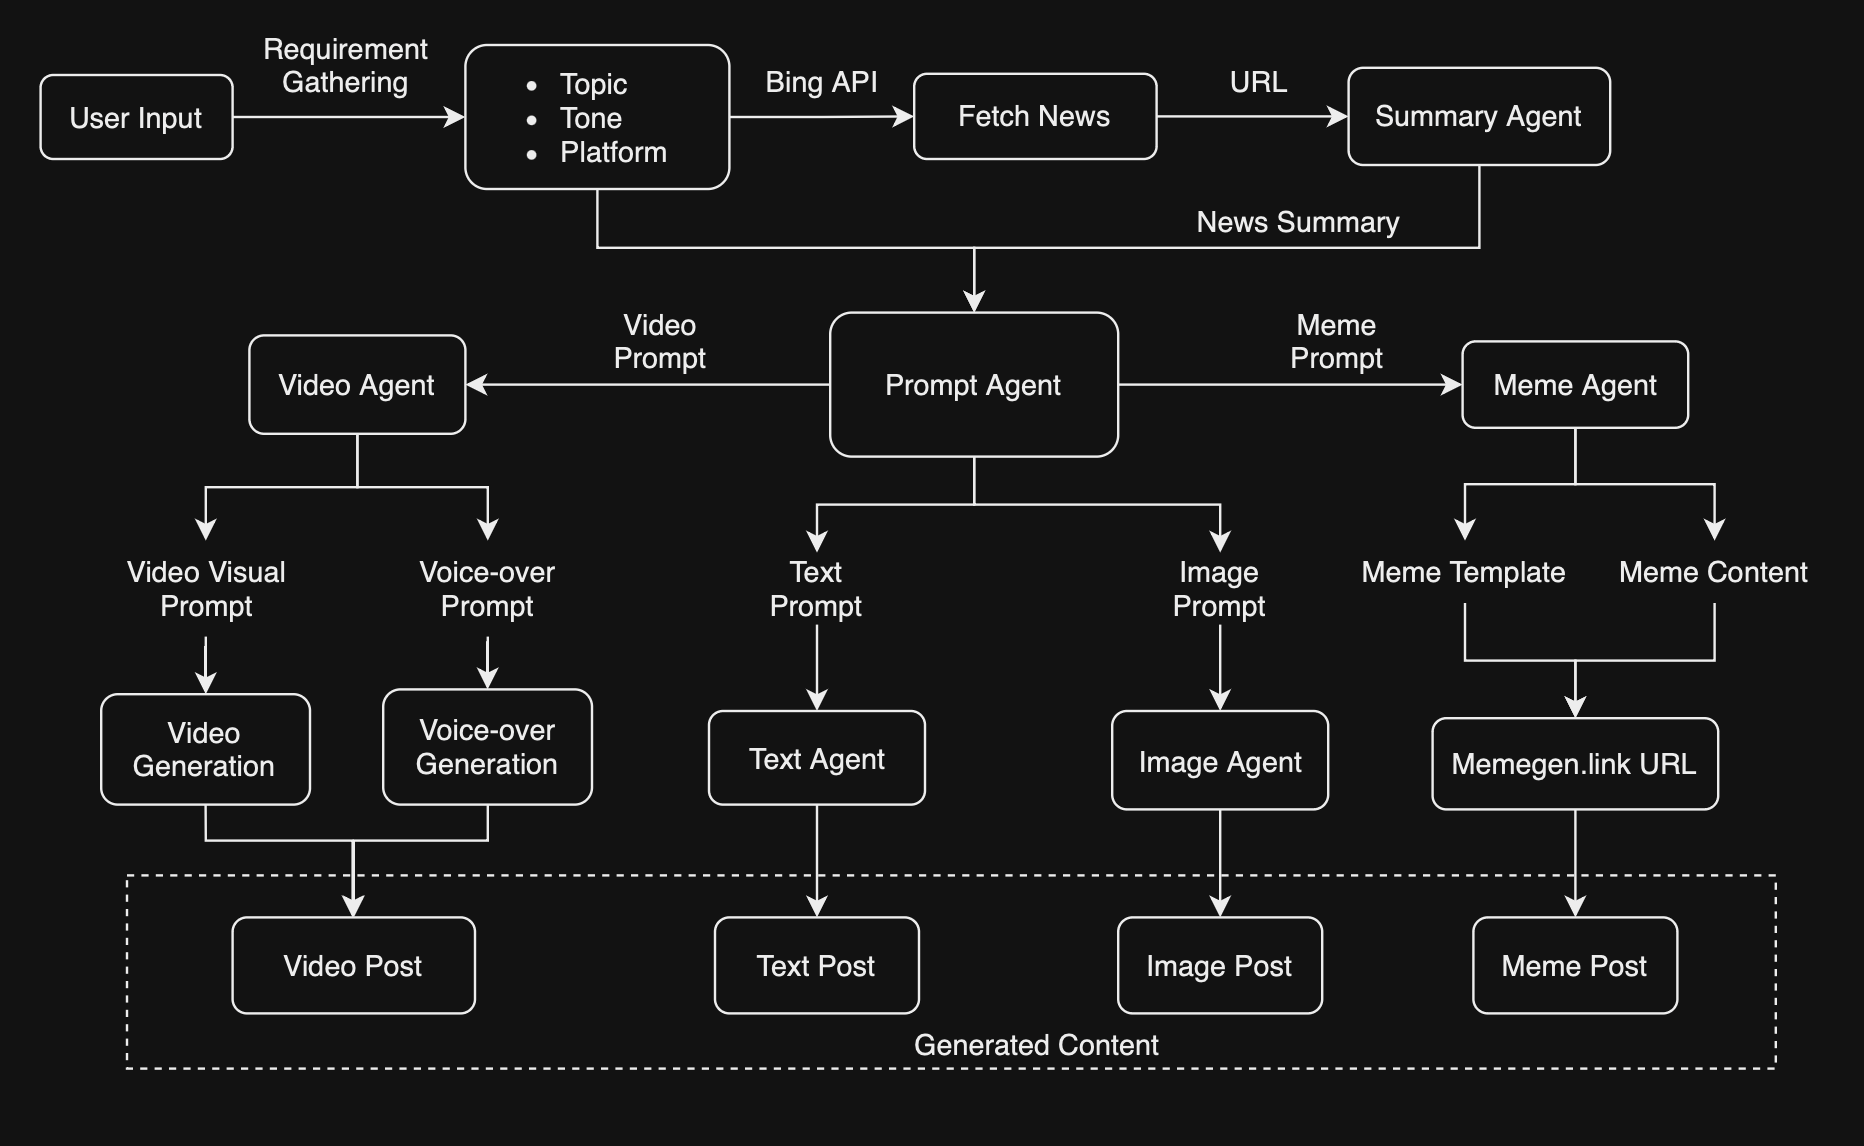 Requirement
Gathering
User Input
• Topic
• Tone
• Platform
Bing API
Fetch News
URL
Summary Agent
News Summary
Video
Prompt
Meme
Prompt
Video Agent
Prompt Agent
Meme Agent
Video Visual
Prompt
Voice-over
Prompt
Text
Prompt
Image
Prompt
Meme Template
Meme Content
Video
Generation
Voice-over
Generation
Text Agent
Image Agent
Memegen.link URL
Video Post
Text Post
Image Post
Meme Post
Generated Content